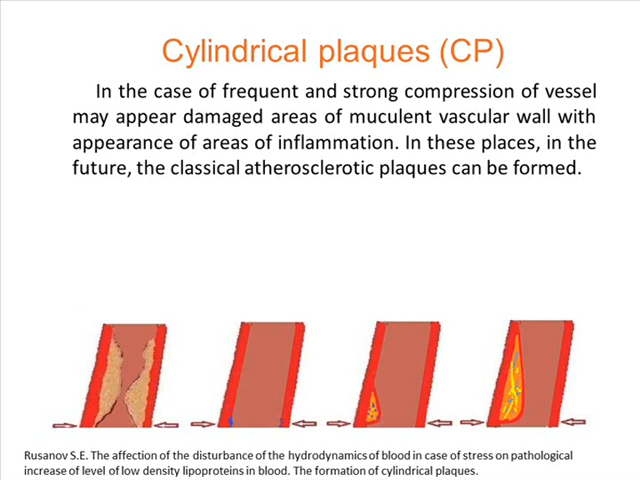 Cylindrical plaques (CP)
In the case of frequent and strong compression of vessel
may appear damaged areas of muculent vascular wall with
appearance of areas of inflammation. In these places, in the
future, the classical atherosclerotic plaques can be formed.
Rusanov S.E. The affection of the disturbance of the hydrodynamics of blood in case of stress on pathological
increase of level of low density lipoproteins in blood. The formation of cylindrical plaques.